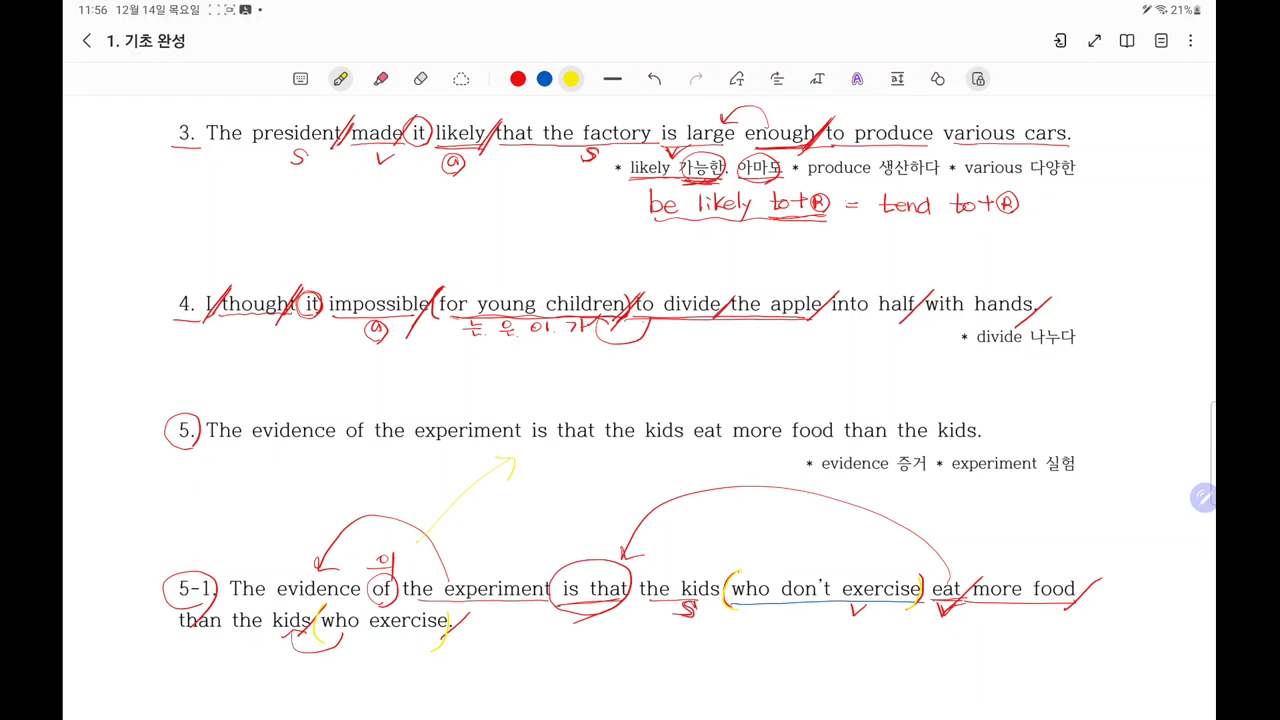 11:56 12월 14일 목요일
21%
1. 기초 완성
3. The president made it likely that the factory is large enough to produce various cars.
S V ⓐ S V
* likely 가능한, 아마도 * produce 생산하다 * various 다양한
be likely to+Ⓡ = tend to+Ⓡ
4. I thought it impossible for young children to divide the apple into half with hands.
ⓐ 는. 은. 이. 가
* divide 나누다
5. The evidence of the experiment is that the kids eat more food than the kids.
* evidence 증거 * experiment 실험
의
5-1. The evidence of the experiment is that the kids who don't exercise eat more food
S V V
than the kids who exercise.